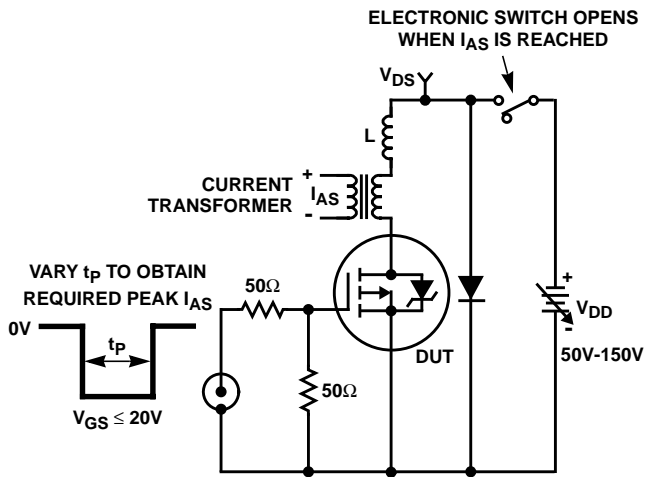 ELECTRONIC SWITCH OPENS
WHEN IAS IS REACHED
VDS
L
+
IAS
-
CURRENT
TRANSFORMER
VARY tP TO OBTAIN
REQUIRED PEAK IAS
0V
tP
VGS ≤ 20V
50Ω
50Ω
DUT
+
VDD
-
50V-150V